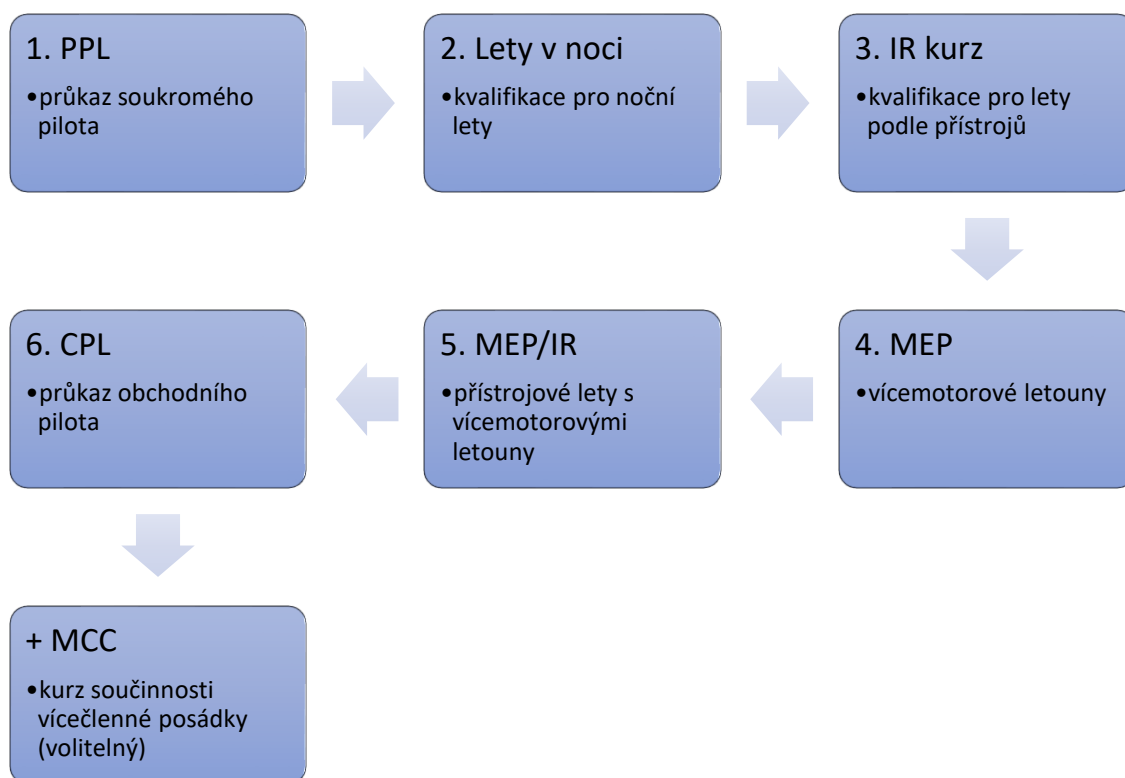 1. PPL
•průkaz soukromého
pilota
2. Lety v noci
•kvalifikace pro noční
lety
3. IR kurz
•kvalifikace pro lety
podle přístrojů
4. MEP
•vícemotorové letouny
5. MEP/IR
•přístrojové lety s
vícemotorovými
letouny
6. CPL
•průkaz obchodního
pilota
+ MCC
•kurz součinnosti
vícečlenné posádky
(volitelný)